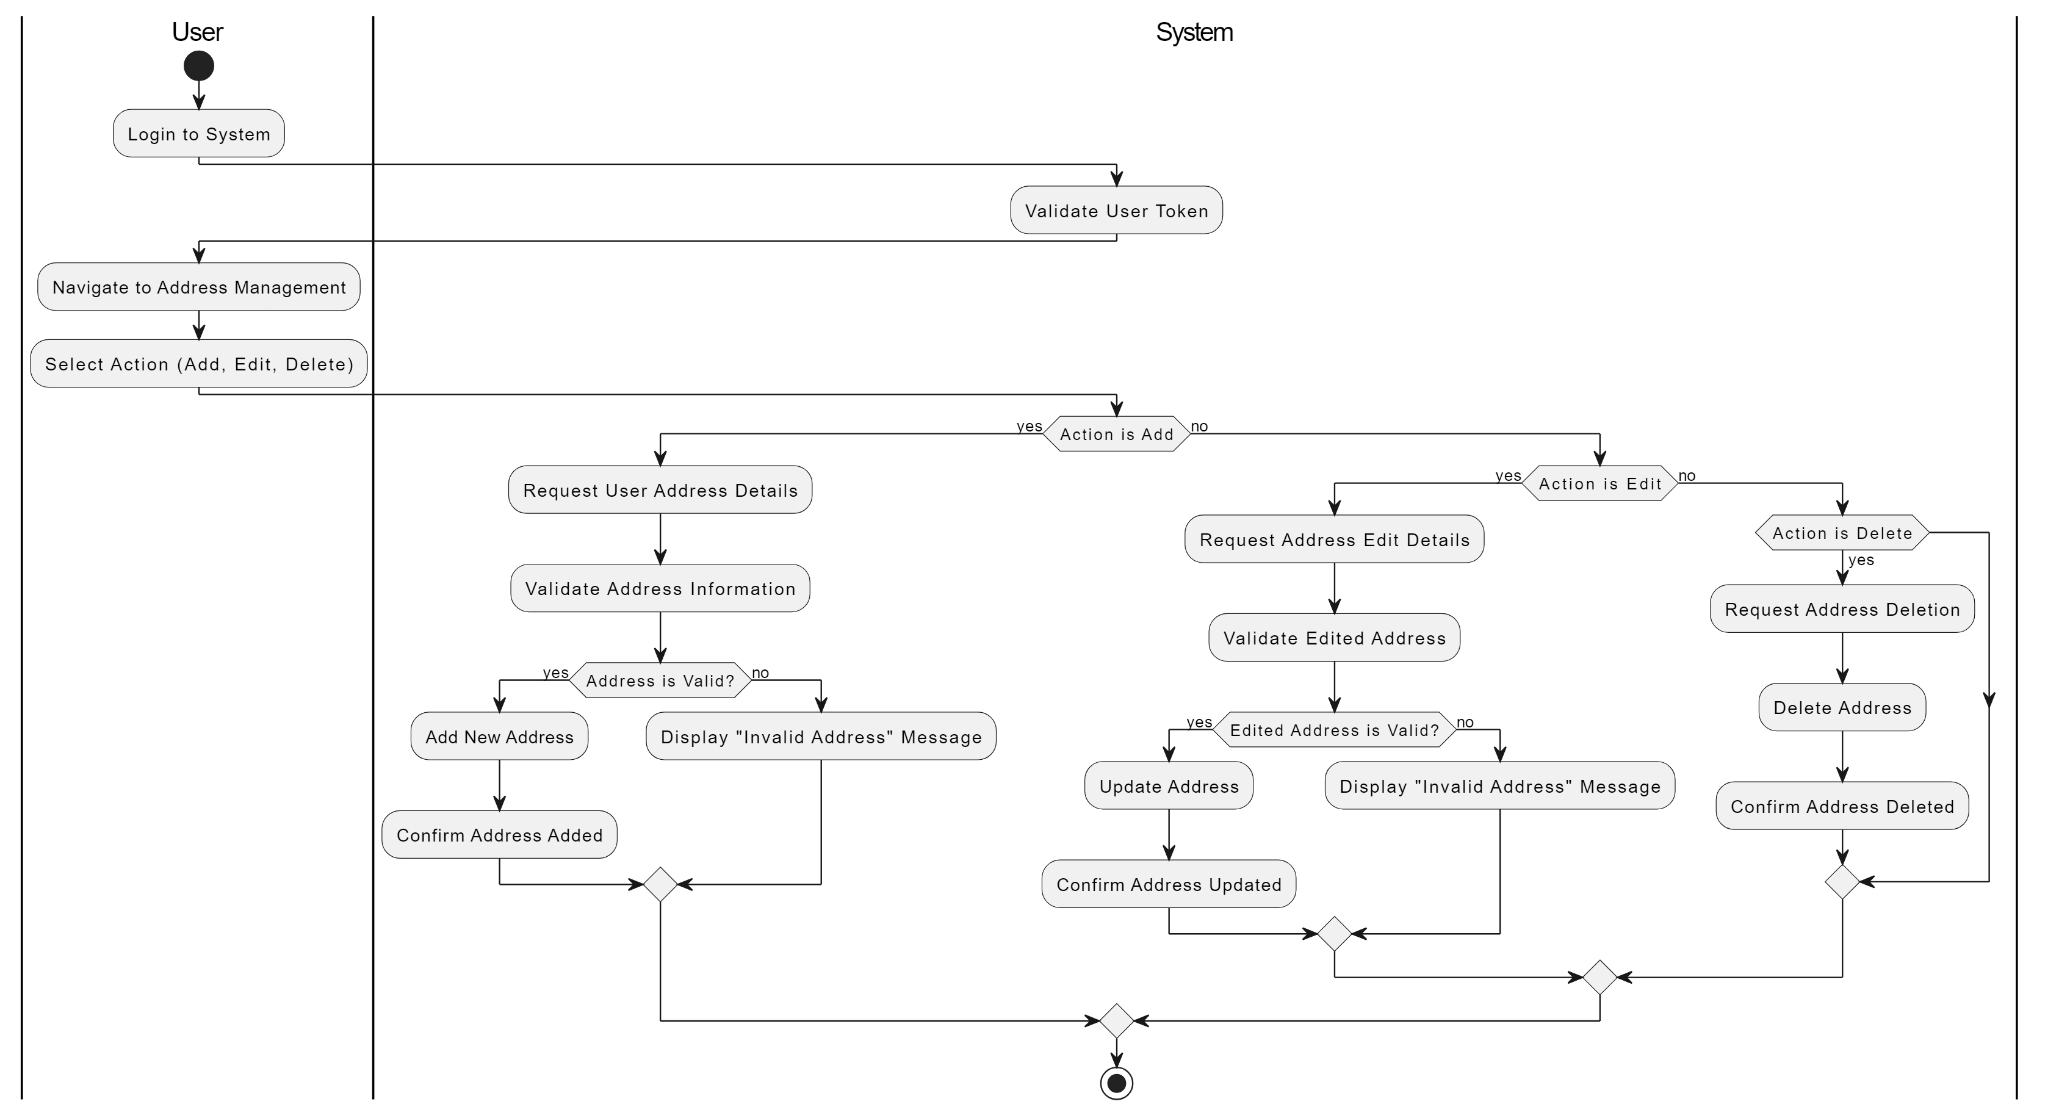 User
System
Login to System
Validate User Token
Navigate to Address Management
Select Action (Add, Edit, Delete)
yes
Action is Add
no
Request User Address Details
yes
Action is Edit
no
Request Address Edit Details
Action is Delete
yes
Validate Address Information
Request Address Deletion
Validate Edited Address
yes
Address is Valid?
no
Delete Address
yes
Edited Address is Valid?
no
Add New Address
Display "Invalid Address" Message
Update Address
Display "Invalid Address" Message
Confirm Address Deleted
Confirm Address Added
Confirm Address Updated